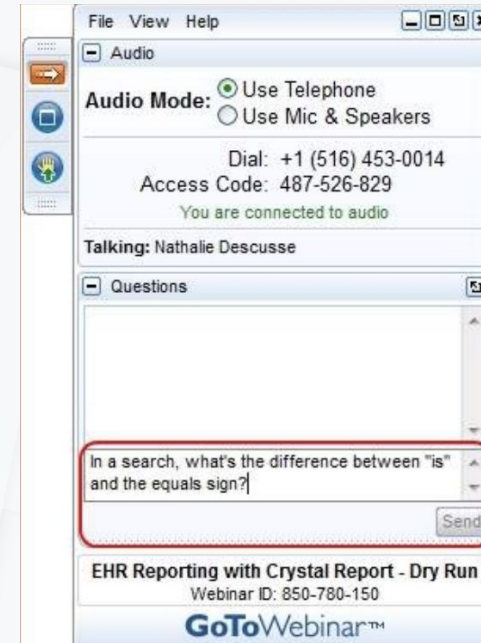 File View Help
Audio
Audio Mode: Use Telephone
Use Mic & Speakers
Dial: +1 (516) 453-0014
Access Code: 487-526-829
You are connected to audio
Talking: Nathalie Descusse
Questions
In a search, what's the difference between "is"
and the equals sign?
Send
EHR Reporting with Crystal Report - Dry Run
Webinar ID: 850-780-150
GoToWebinar™